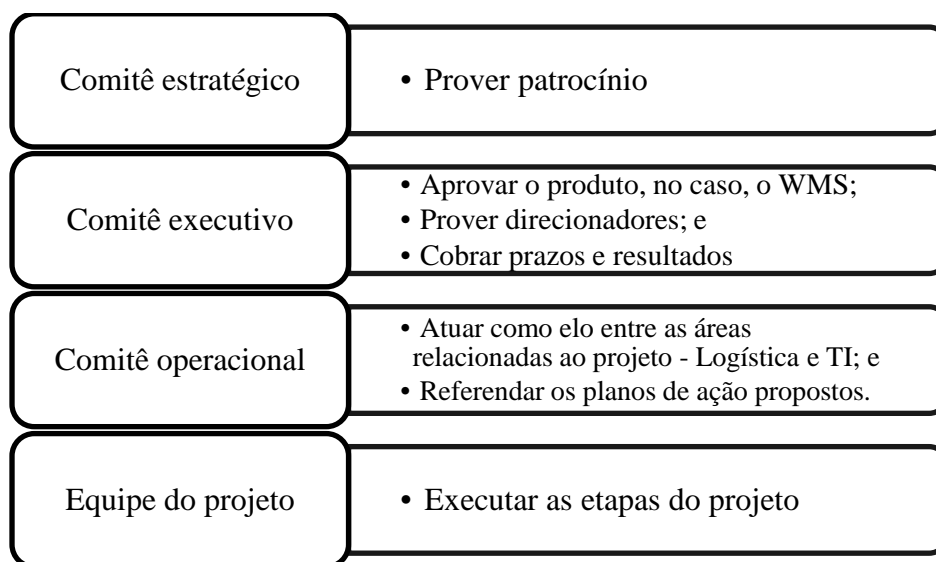 Comitê estratégico
• Prover patrocínio
Comitê executivo
• Aprovar o produto, no caso, o WMS;
• Prover direcionadores; e
• Cobrar prazos e resultados
Comitê operacional
• Atuar como elo entre as áreas
relacionadas ao projeto - Logística e TI; e
• Referendar os planos de ação propostos.
Equipe do projeto
• Executar as etapas do projeto